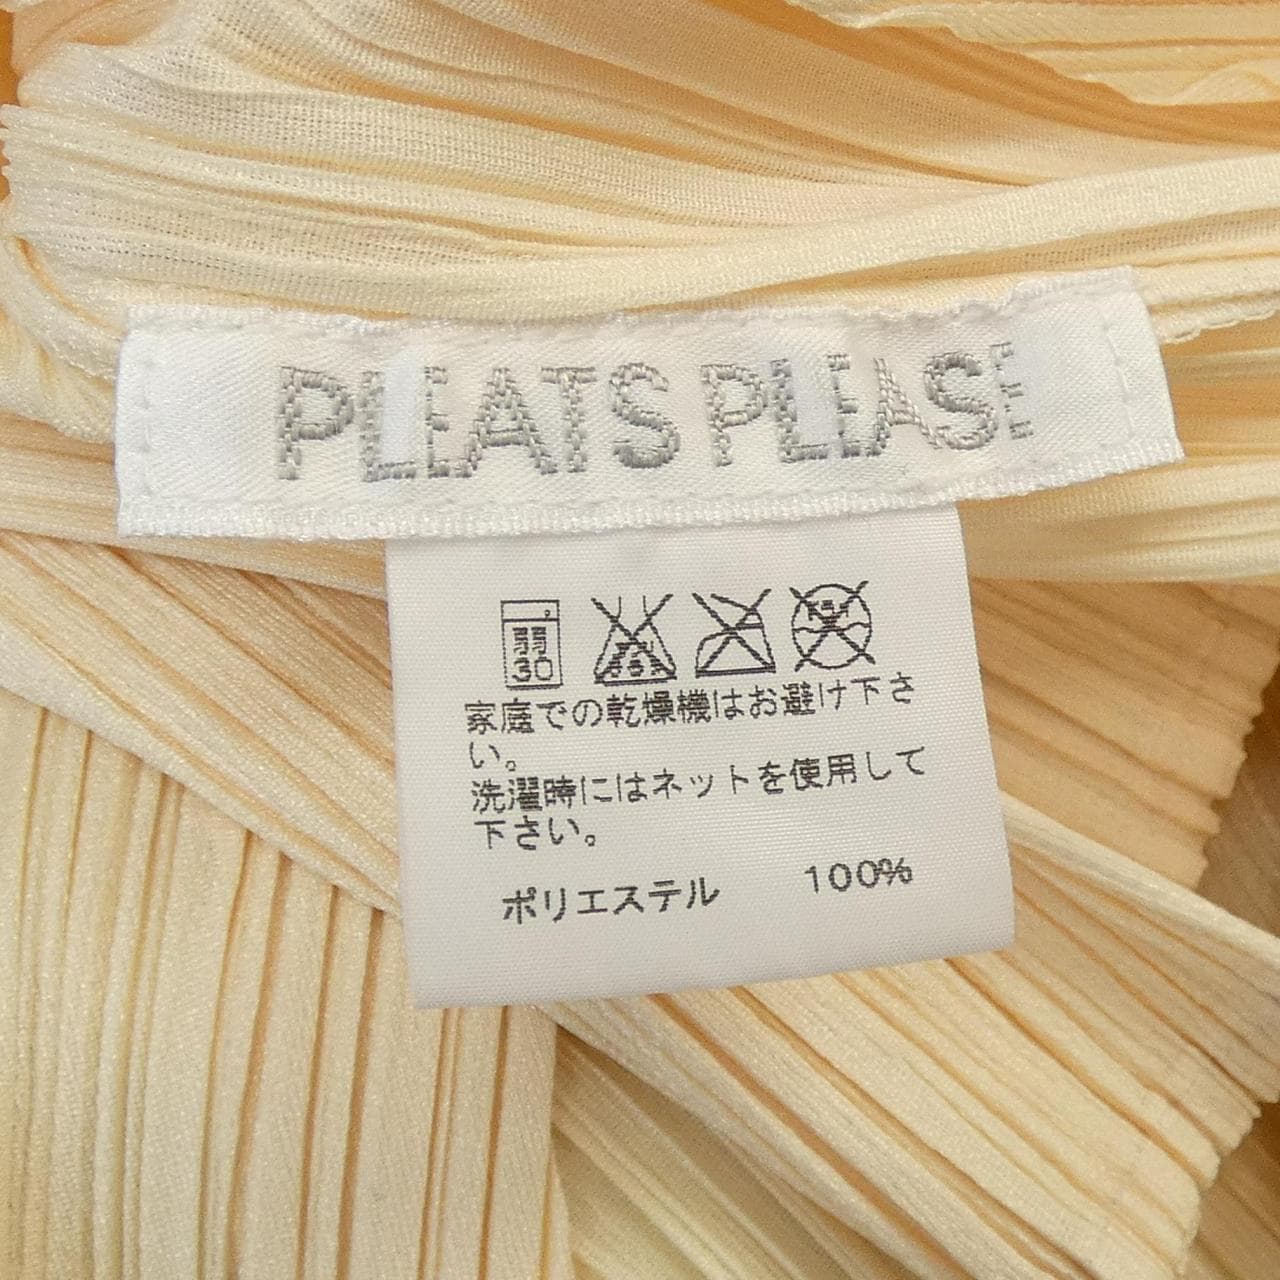 PLEATS PLEASE
弱
30
家庭での乾燥機はお避け下さ
い。
洗濯時にはネットを使用して
下さい。
ポリエステル 100%